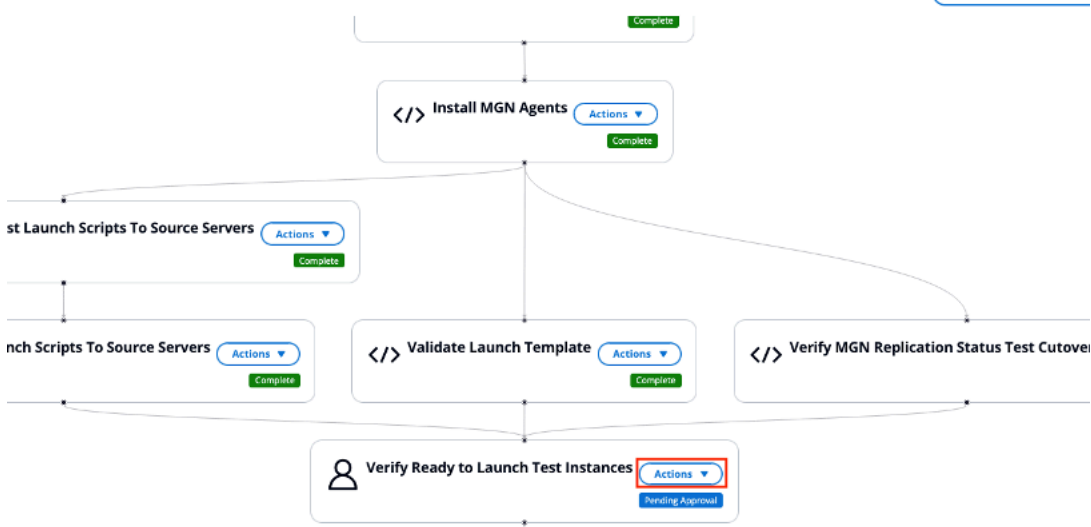 Complete
</> Install MGN Agents Actions ▼
Complete
st Launch Scripts To Source Servers Actions ▼
Complete
nch Scripts To Source Servers Actions ▼
Complete
</> Validate Launch Template Actions ▼
Complete
</> Verify MGN Replication Status Test Cutover
Verify Ready to Launch Test Instances Actions ▼
Pending Approval